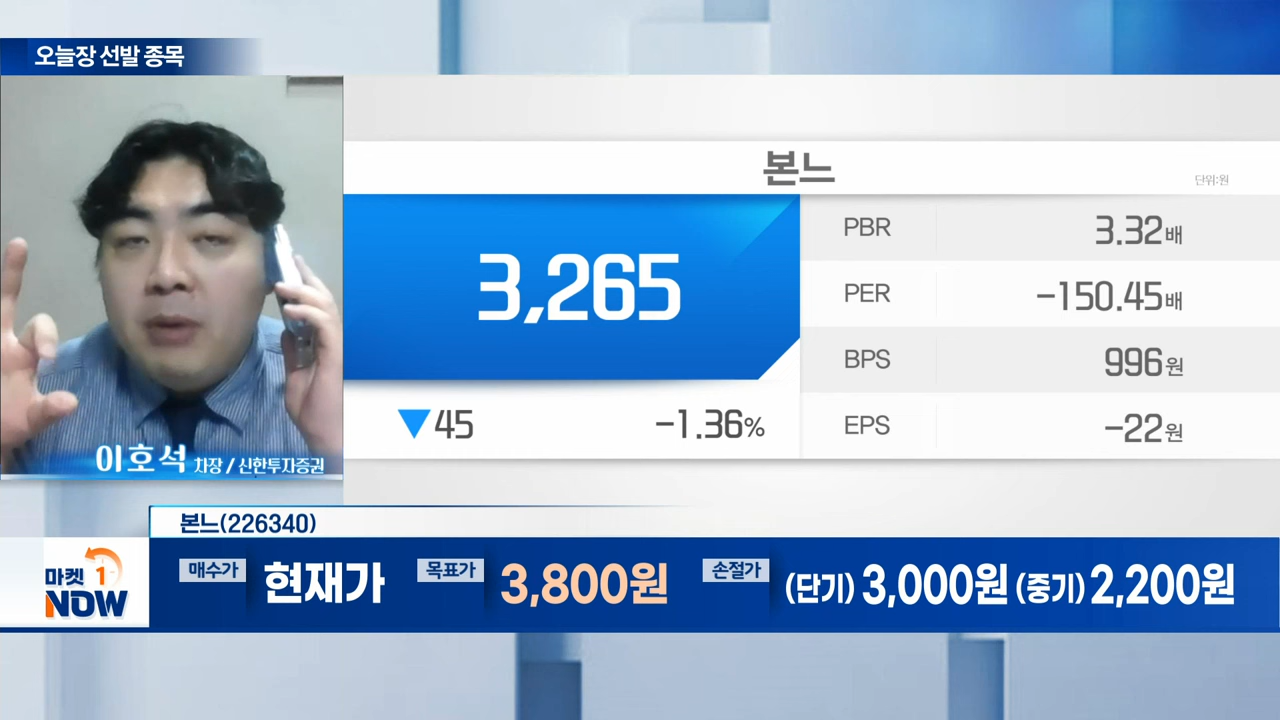 오늘장 선발 종목
본느
단위:원
3,265
▼45 -1.36%
PBR 3.32배
PER -150.45배
BPS 996원
EPS -22원
이호석 차장 / 신한투자증권
본느(226340)
마켓 1
NOW
매수가 현재가 목표가 3,800원 손절가 (단기) 3,000원 (중기) 2,200원